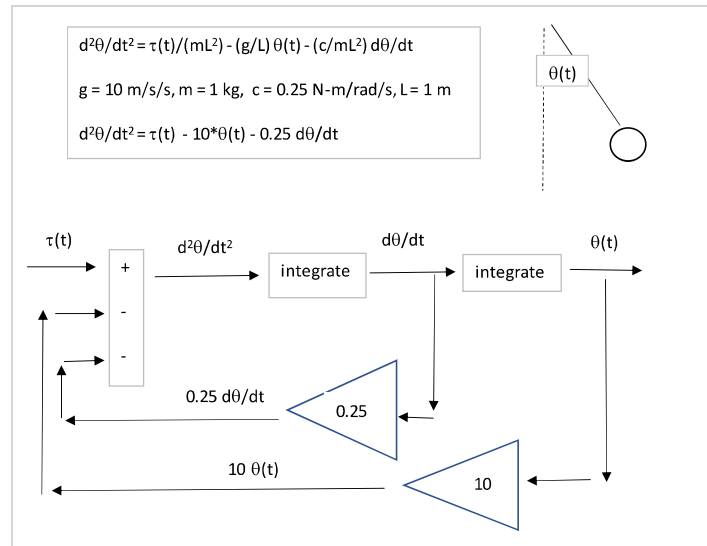 d²θ/dt² = τ(t)/(mL²) - (g/L) θ(t) - (c/mL²) dθ/dt
g = 10 m/s/s, m = 1 kg,  c = 0.25 N-m/rad/s, L = 1 m
d²θ/dt² = τ(t)  - 10*θ(t) - 0.25 dθ/dt
θ(t)
τ(t)
d²θ/dt²
dθ/dt
θ(t)
+
-
-
integrate
integrate
0.25 dθ/dt
0.25
10 θ(t)
10